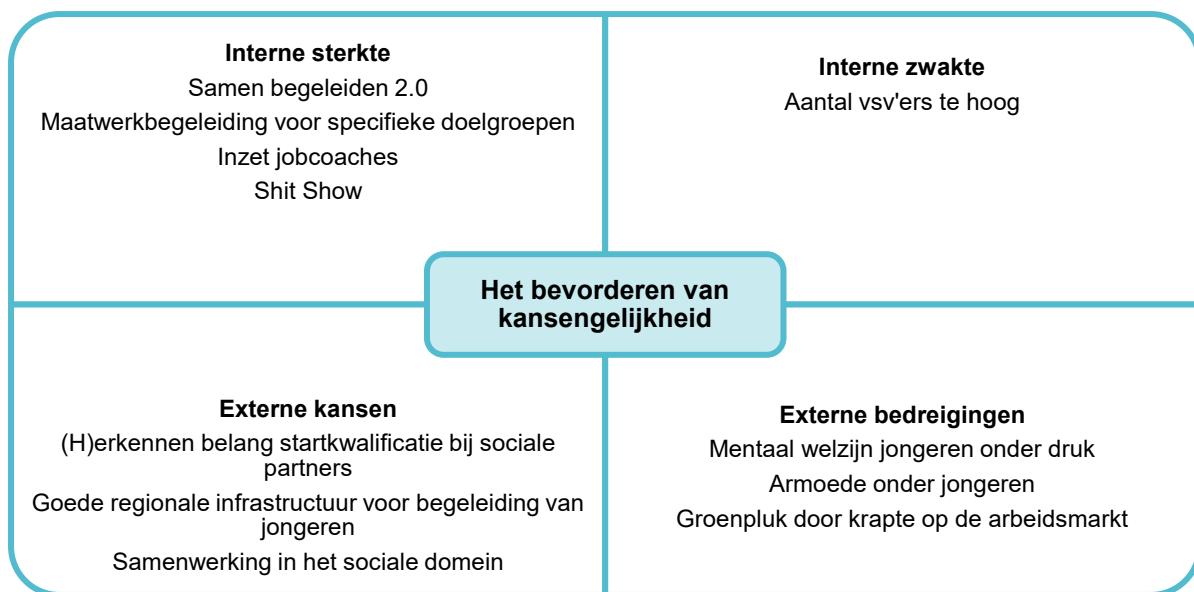 Interne sterkte
Samen begeleiden 2.0
Maatwerkbegeleiding voor specifieke doelgroepen
Inzet jobcoaches
Shit Show
Interne zwakte
Aantal vsv'ers te hoog
Het bevorderen van
kansengelijkheid
Externe kansen
(H)erkennen belang startkwalificatie bij sociale
partners
Goede regionale infrastructuur voor begeleiding van
jongeren
Samenwerking in het sociale domein
Externe bedreigingen
Mentaal welzijn jongeren onder druk
Armoede onder jongeren
Groenpluk door krapte op de arbeidsmarkt